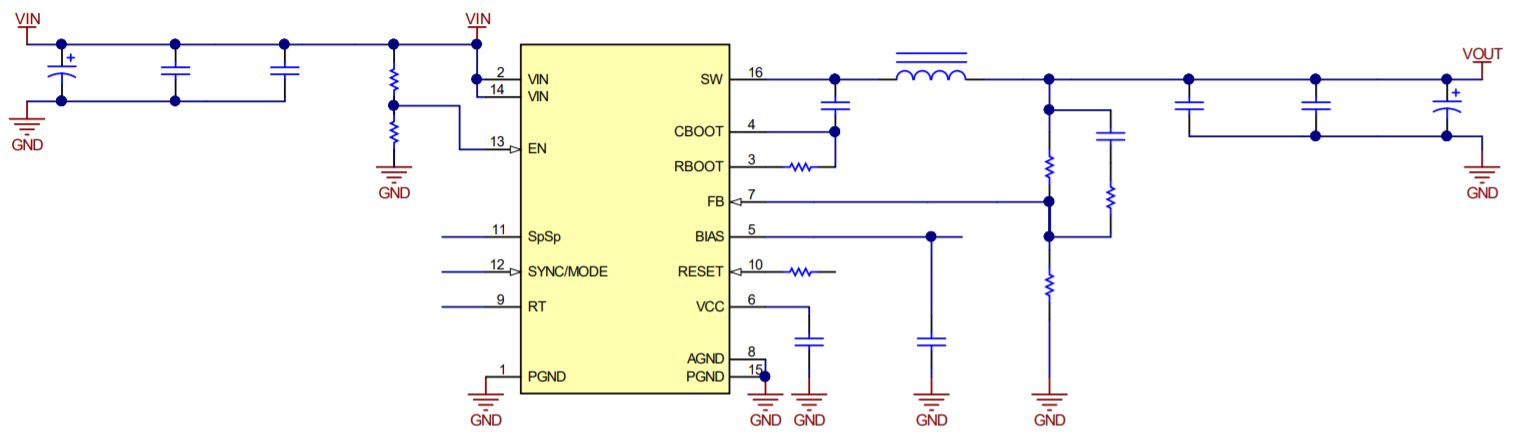 VIN
VIN
VOUT
2 VIN
14 VIN
13 EN
11 SpSp
12 SYNC/MODE
9 RT
1 PGND
SW 16
CBOOT 4
RBOOT 3
FB 7
BIAS 5
RESET 10
VCC 6
AGND 8
PGND 15
+
+
GND
GND
GND
GND
GND
GND
GND
GND